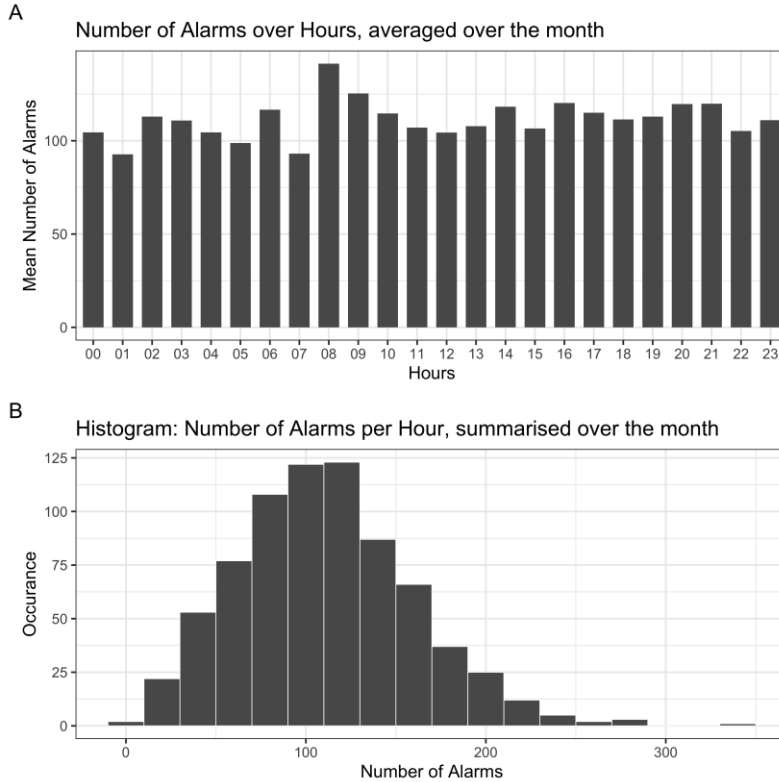 A
Number of Alarms over Hours, averaged over the month
Mean Number of Alarms
100
50
0
00 01 02 03 04 05 06 07 08 09 10 11 12 13 14 15 16 17 18 19 20 21 22 23
Hours
B
Histogram: Number of Alarms per Hour, summarised over the month
Occurance
125
100
75
50
25
0
0 100 200 300
Number of Alarms